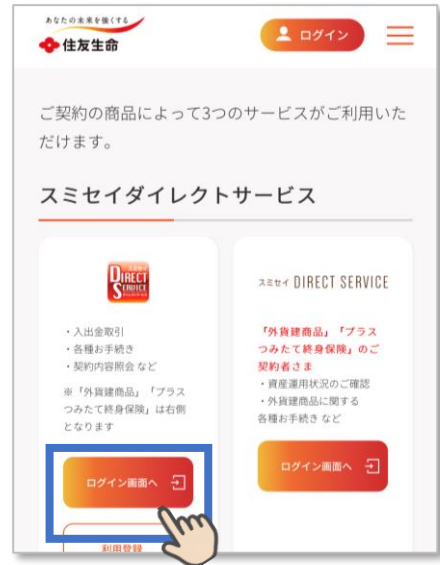 あなたの未来を強くする
住友生命
ログイン
ご契約の商品によって3つのサービスがご利用いた
だけます。
スミセイダイレクトサービス
スミセイ
DIRECT
SERVICE
・入出金取引
・各種お手続き
・契約内容照会 など
※「外貨建商品」「プラス
つみたて終身保険」は右側
となります
ログイン画面へ
利用登録
スミセイ DIRECT SERVICE
「外貨建商品」「プラス
つみたて終身保険」のご
契約者さま
・資産運用状況のご確認
・外貨建商品に関する
各種お手続き など
ログイン画面へ